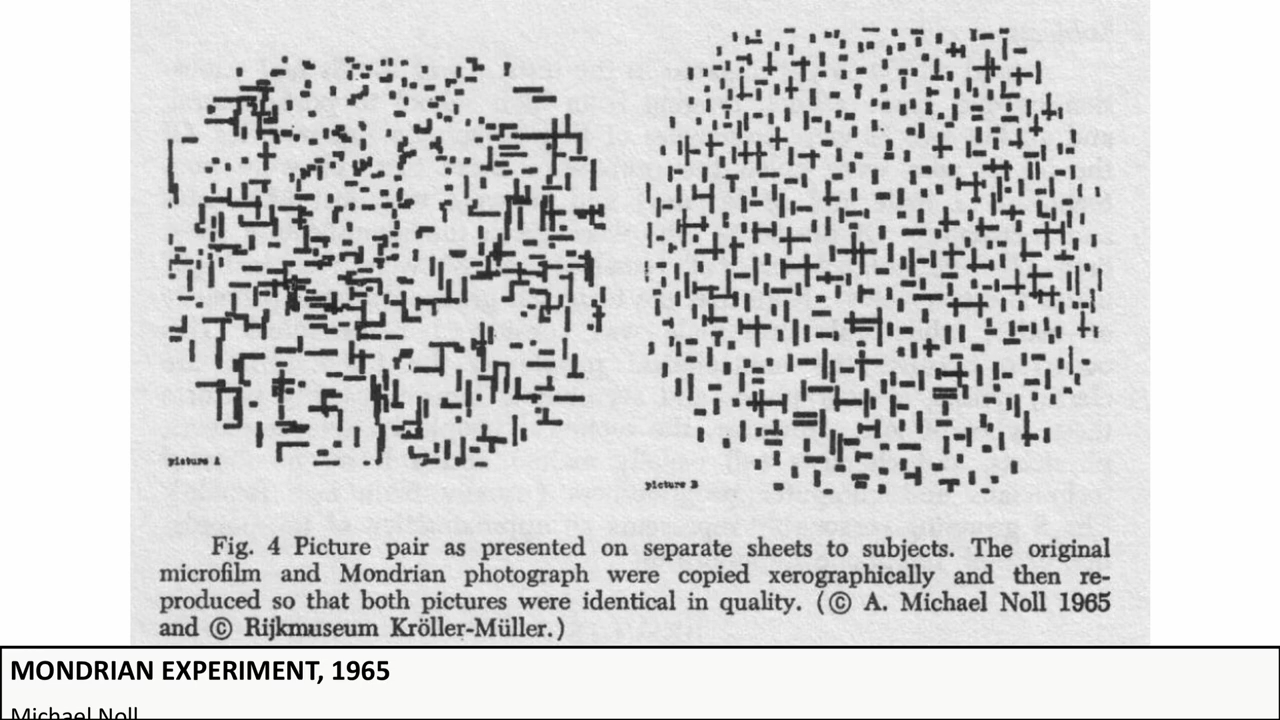 picture A
picture B
Fig. 4 Picture pair as presented on separate sheets to subjects. The original
microfilm and Mondrian photograph were copied xerographically and then re-
produced so that both pictures were identical in quality. (© A. Michael Noll 1965
and © Rijkmuseum Kröller-Müller.)
MONDRIAN EXPERIMENT, 1965
Michael Noll